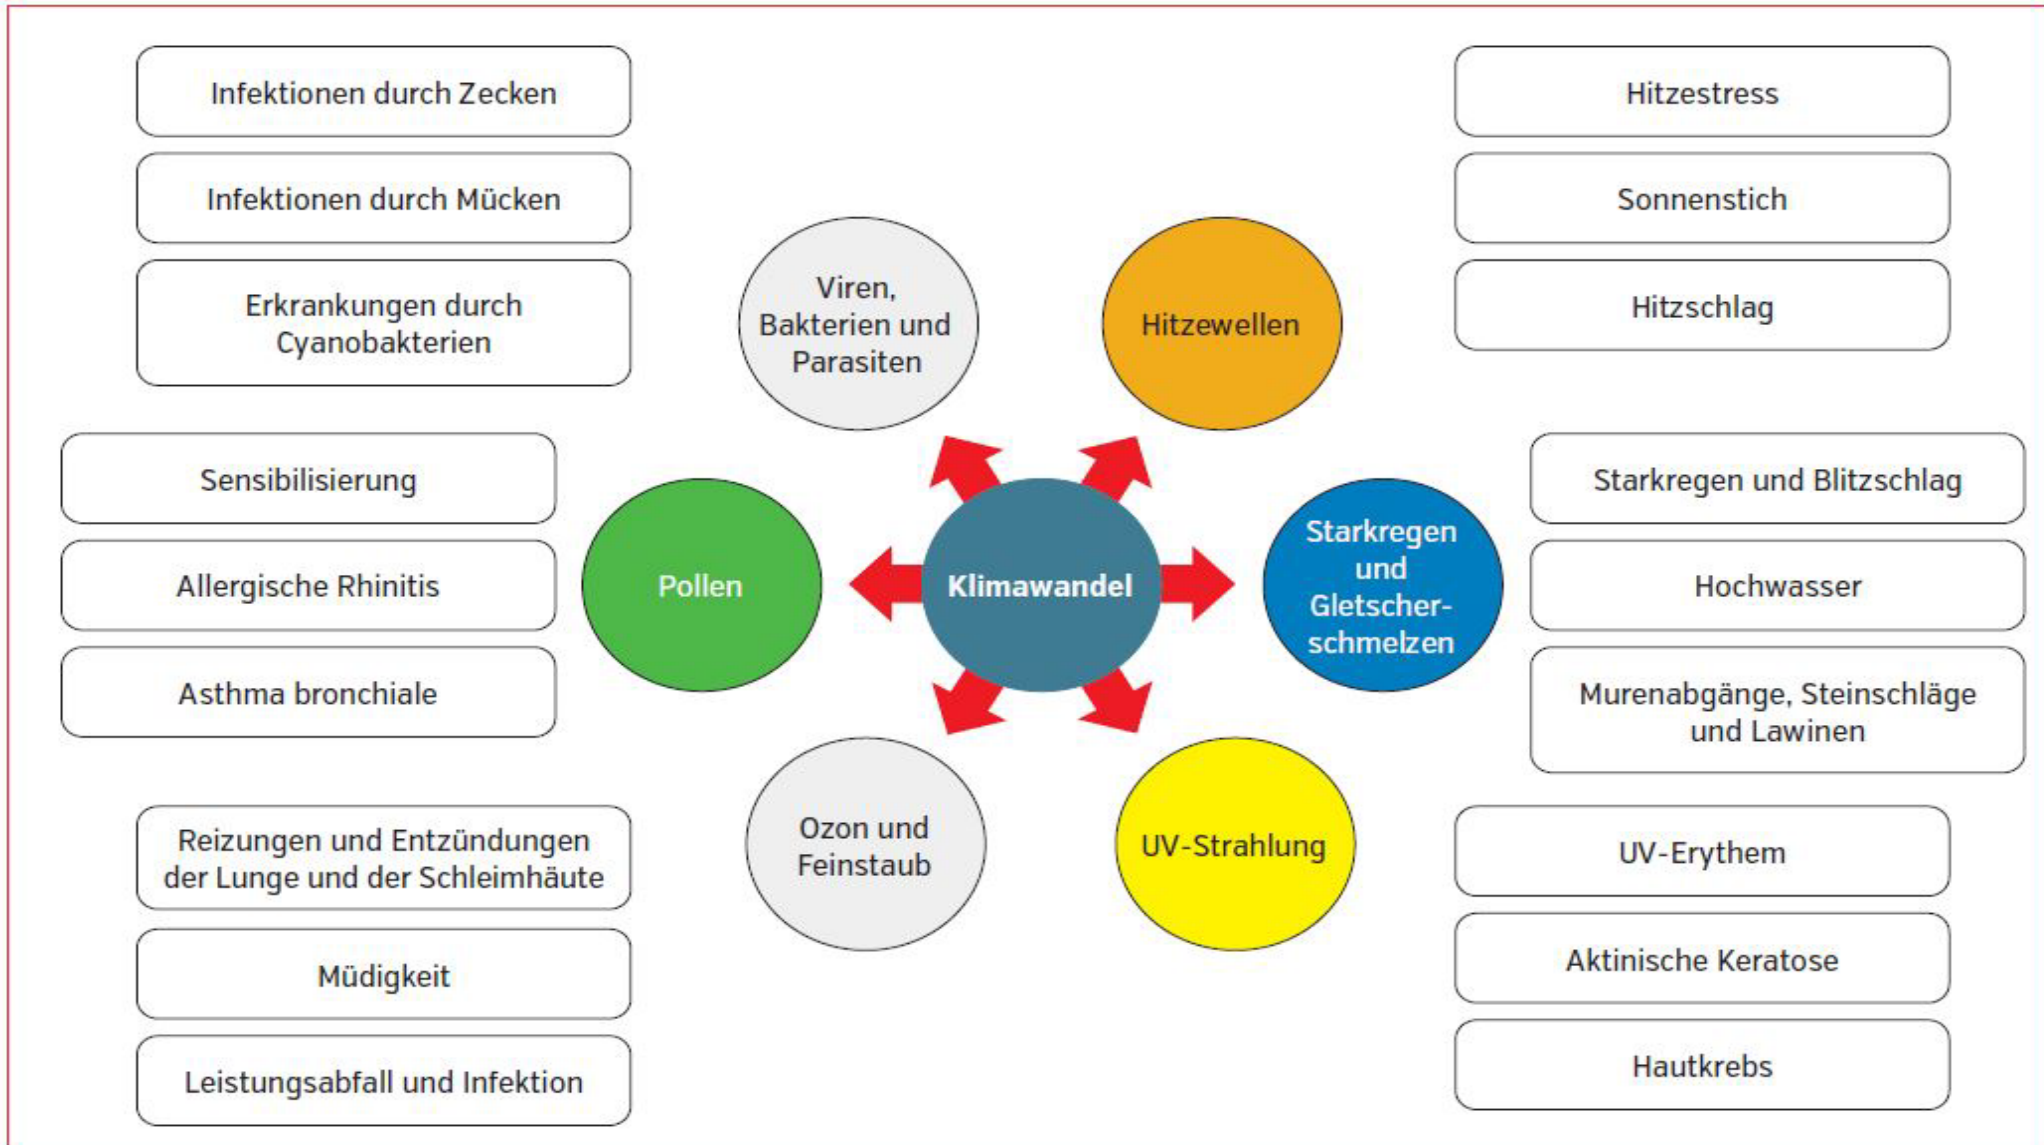 Infektionen durch Zecken
Infektionen durch Mücken
Erkrankungen durch
Cyanobakterien
Viren,
Bakterien und
Parasiten
Hitzewellen
Hitzestress
Sonnenstich
Hitzschlag
Sensibilisierung
Allergische Rhinitis
Asthma bronchiale
Pollen
Klimawandel
Starkregen
und
Gletscher-
schmelzen
Starkregen und Blitzschlag
Hochwasser
Murenabgänge, Steinschläge
und Lawinen
Reizungen und Entzündungen
der Lunge und der Schleimhäute
Müdigkeit
Leistungsabfall und Infektion
Ozon und
Feinstaub
UV-Strahlung
UV-Erythem
Aktinische Keratose
Hautkrebs